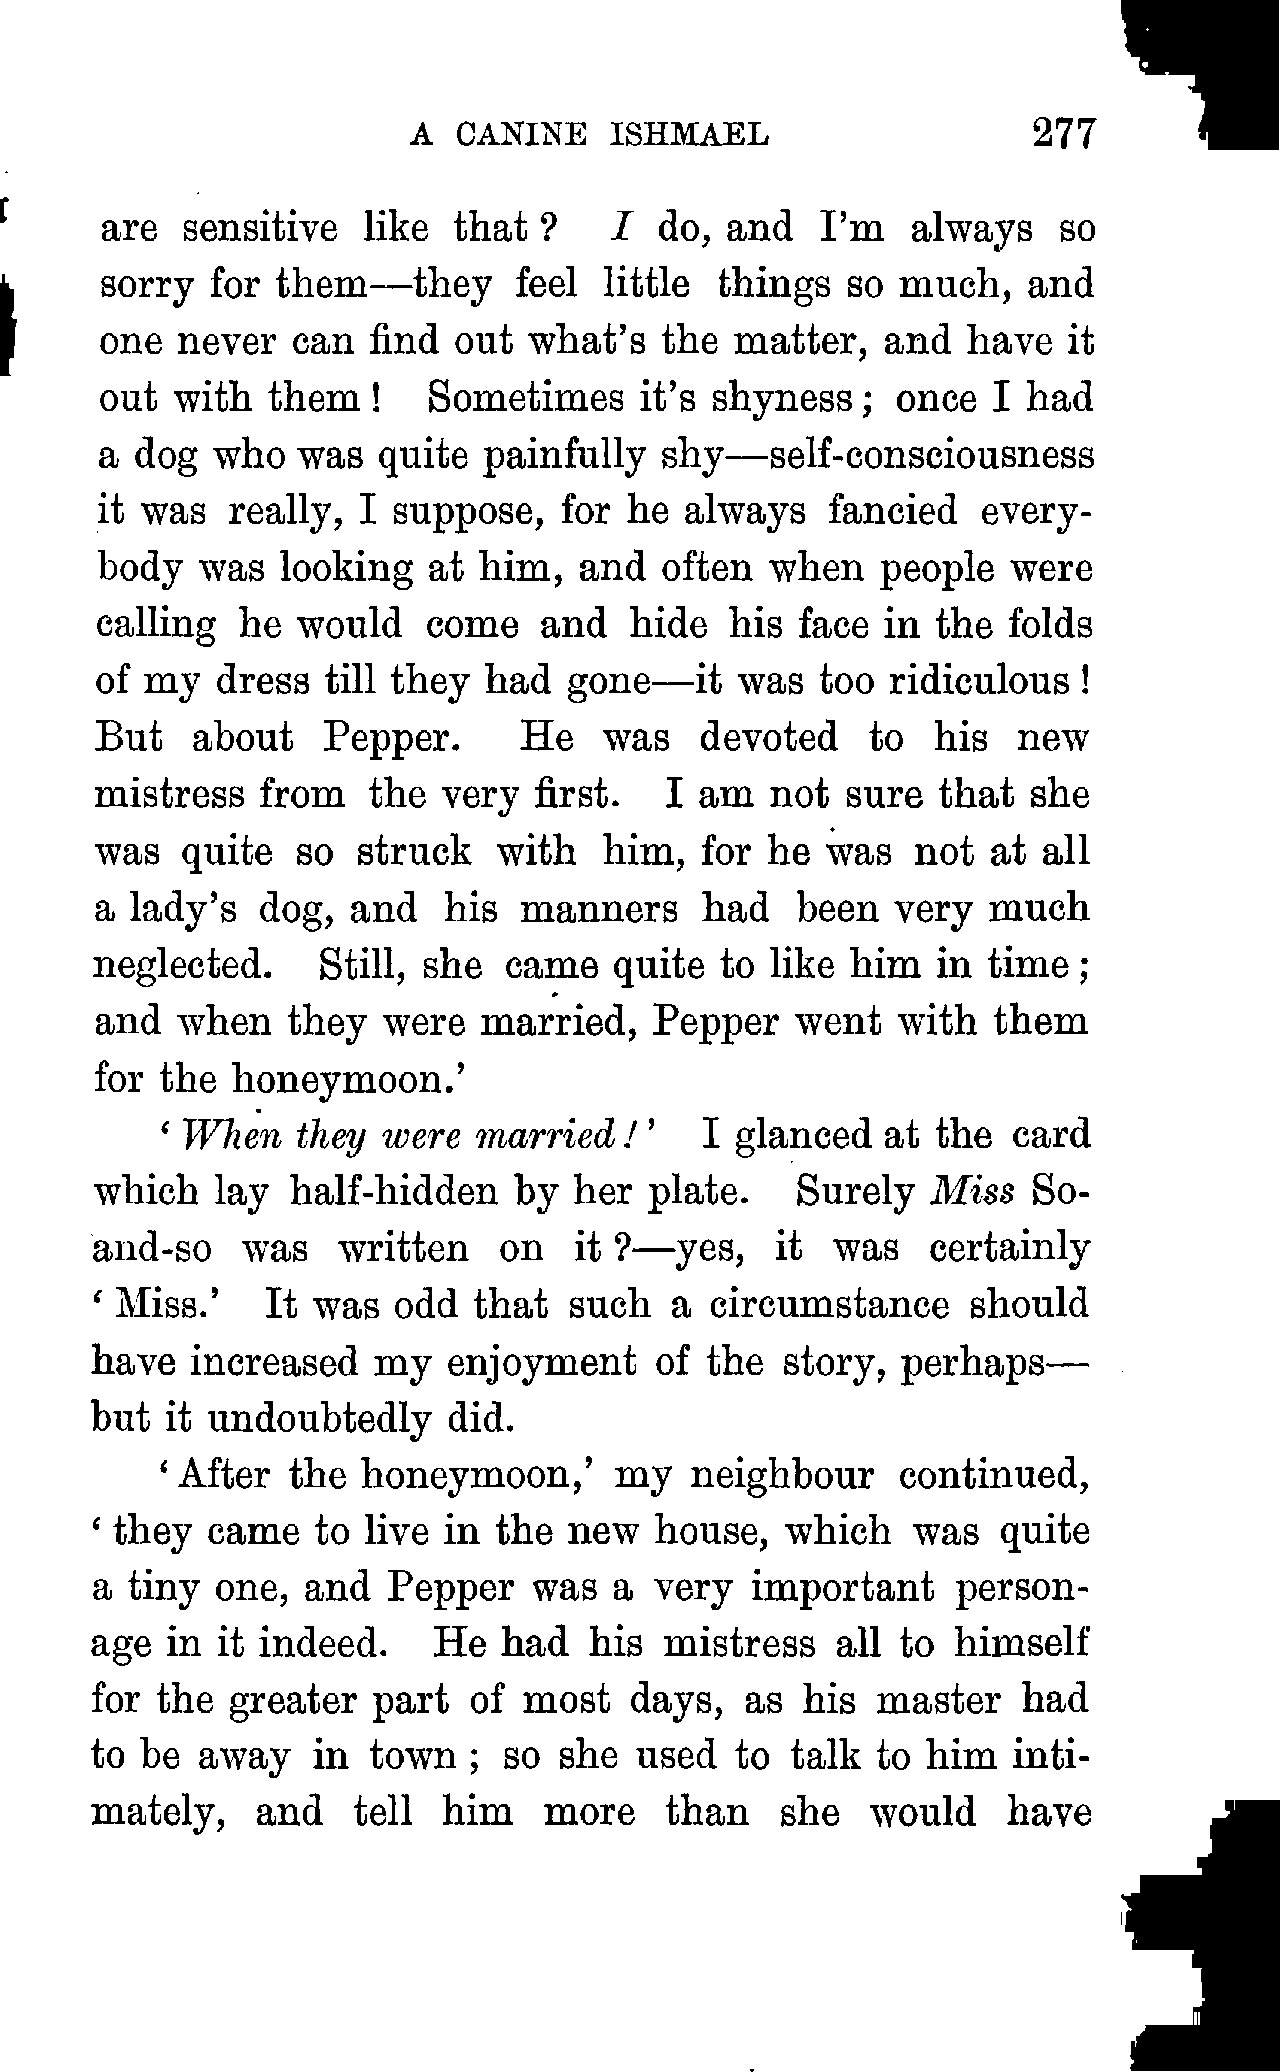 A CANINE ISHMAEL 277
are sensitive like that? I do, and I'm always so
sorry for them—they feel little things so much, and
one never can find out what's the matter, and have it
out with them! Sometimes it's shyness; once I had
a dog who was quite painfully shy—self-consciousness
it was really, I suppose, for he always fancied every-
body was looking at him, and often when people were
calling he would come and hide his face in the folds
of my dress till they had gone—it was too ridiculous!
But about Pepper. He was devoted to his new
mistress from the very first. I am not sure that she
was quite so struck with him, for he was not at all
a lady's dog, and his manners had been very much
neglected. Still, she came quite to like him in time;
and when they were married, Pepper went with them
for the honeymoon.'
'When they were married!' I glanced at the card
which lay half-hidden by her plate. Surely Miss So-
and-so was written on it?—yes, it was certainly
'Miss.' It was odd that such a circumstance should
have increased my enjoyment of the story, perhaps—
but it undoubtedly did.
'After the honeymoon,' my neighbour continued,
'they came to live in the new house, which was quite
a tiny one, and Pepper was a very important person-
age in it indeed. He had his mistress all to himself
for the greater part of most days, as his master had
to be away in town; so she used to talk to him inti-
mately, and tell him more than she would have